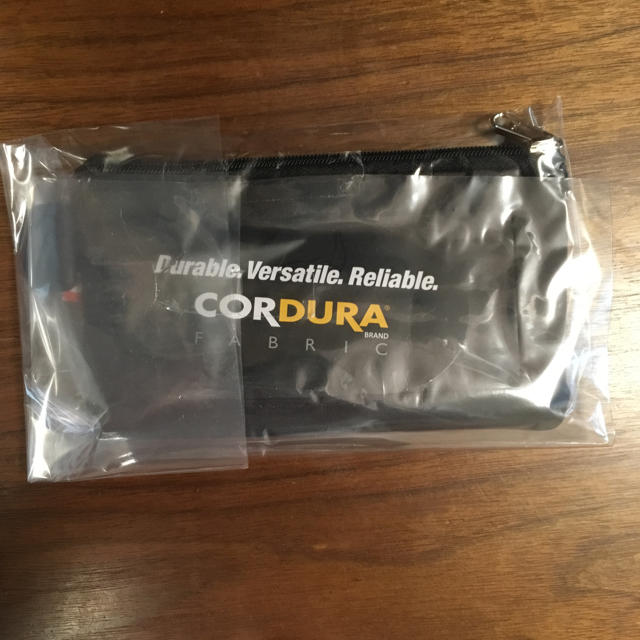 Durable. Versatile. Reliable.
CORDURA®
BRAND
FABRIC